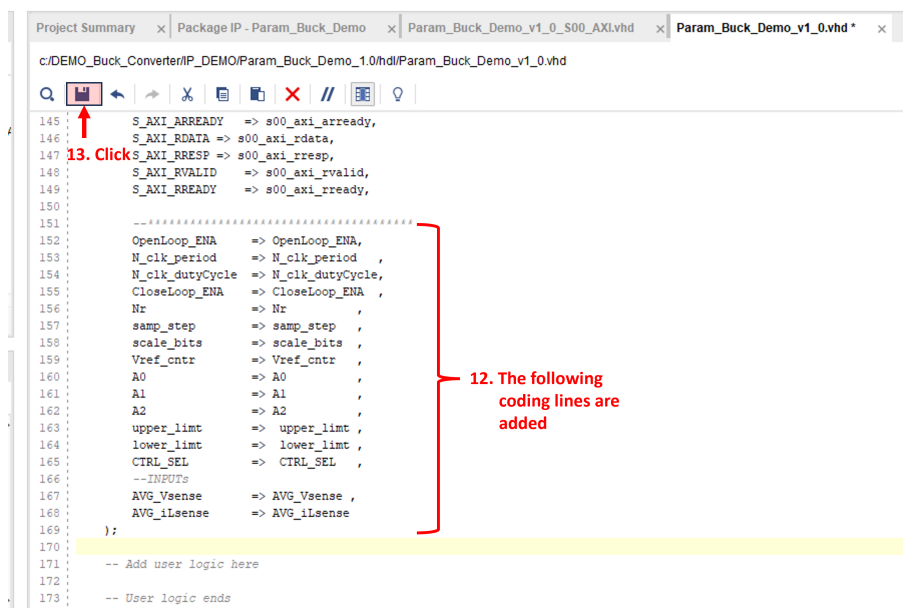 Project Summary × Package IP - Param_Buck_Demo × Param_Buck_Demo_v1_0_S00_AXI.vhd × Param_Buck_Demo_v1_0.vhd * ×
c:/DEMO_Buck_Converter/IP_DEMO/Param_Buck_Demo_1.0/hdl/Param_Buck_Demo_v1_0.vhd
145 S_AXI_ARREADY => s00_axi_arready,
146 S_AXI_RDATA => s00_axi_rdata,
13. Click
147 S_AXI_RRESP => s00_axi_rresp,
148 S_AXI_RVALID => s00_axi_rvalid,
149 S_AXI_RREADY => s00_axi_rready,
150
151 --**************************************
152 OpenLoop_ENA => OpenLoop_ENA,
153 N_clk_period => N_clk_period ,
154 N_clk_dutyCycle => N_clk_dutyCycle,
155 CloseLoop_ENA => CloseLoop_ENA ,
156 Nr => Nr ,
157 samp_step => samp_step ,
158 scale_bits => scale_bits ,
159 Vref_cntr => Vref_cntr ,
160 A0 => A0 ,
161 A1 => A1 ,
162 A2 => A2 ,
163 upper_limt => upper_limt ,
164 lower_limt => lower_limt ,
165 CTRL_SEL => CTRL_SEL ,
166 --INPUTs
167 AVG_Vsense => AVG_Vsense ,
168 AVG_iLsense => AVG_iLsense
169 );
170
171 -- Add user logic here
172
173 -- User logic ends
12. The following
coding lines are
added